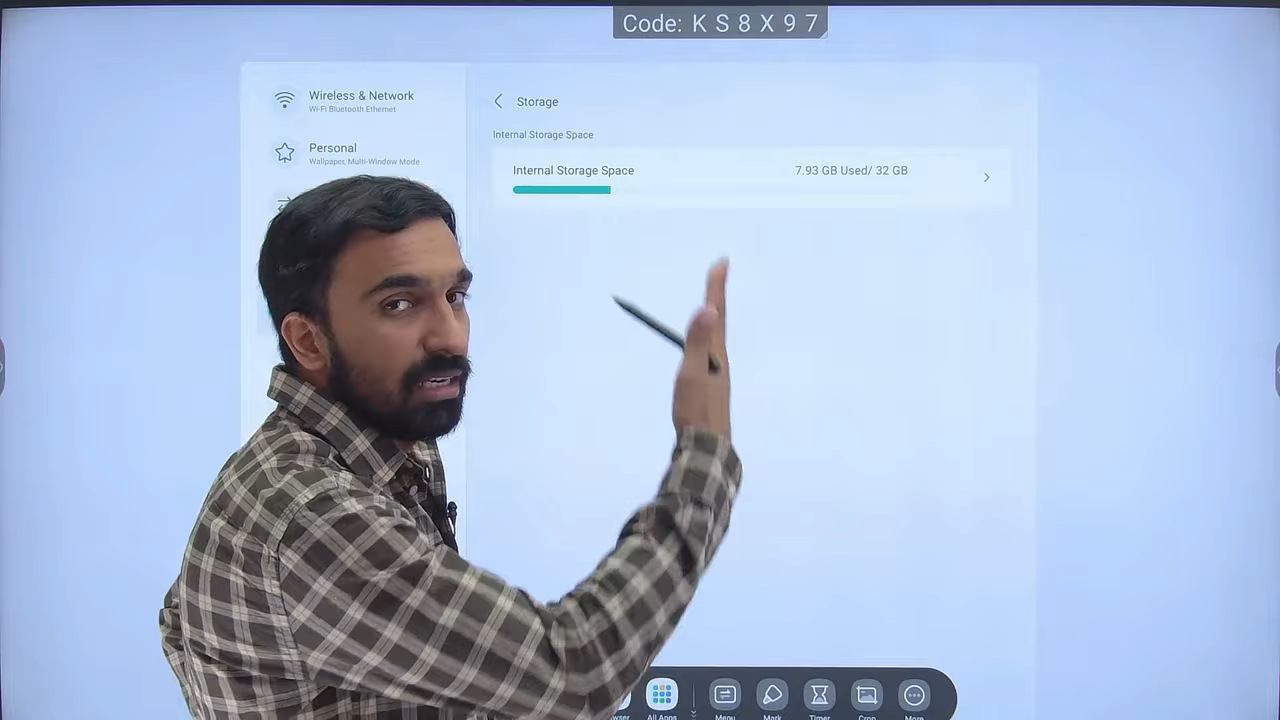 Code: K S 8 X 9 7
Wireless & Network
Wi-Fi Bluetooth Ethernet
Personal
Wallpaper, Multi-Window Mode
Storage
Internal Storage Space
Internal Storage Space
7.93 GB Used/ 32 GB
All Apps
Menu
Mark
Timer
Crop
More